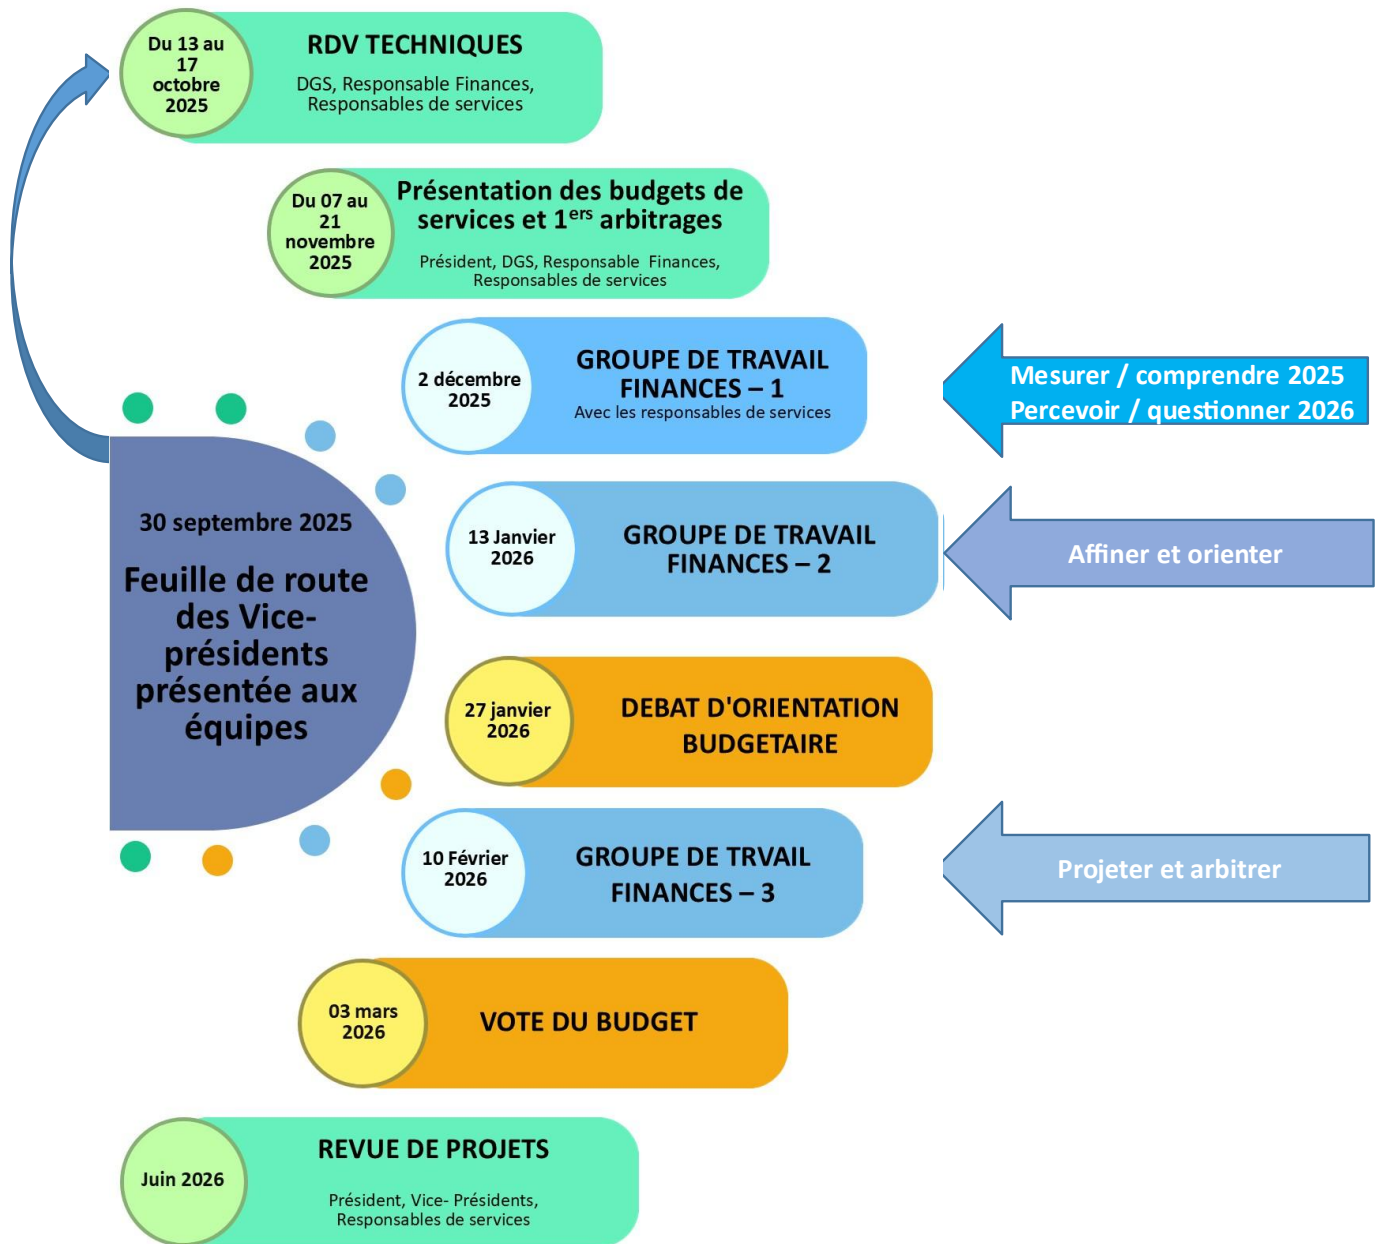 Du 13 au
17
octobre
2025
RDV TECHNIQUES
DGS, Responsable Finances,
Responsables de services
Du 07 au
21
novembre
2025
Présentation des budgets de
services et 1ers arbitrages
Président, DGS, Responsable Finances,
Responsables de services
2 décembre
2025
GROUPE DE TRAVAIL
FINANCES – 1
Avec les responsables de services
Mesurer / comprendre 2025
Percevoir / questionner 2026
30 septembre 2025
Feuille de route
des Vice-
présidents
présentée aux
équipes
13 Janvier
2026
GROUPE DE TRAVAIL
FINANCES – 2
Affiner et orienter
27 janvier
2026
DEBAT D'ORIENTATION
BUDGETAIRE
10 Février
2026
GROUPE DE TRVAIL
FINANCES – 3
Projeter et arbitrer
03 mars
2026
VOTE DU BUDGET
Juin 2026
REVUE DE PROJETS
Président, Vice- Présidents,
Responsables de services